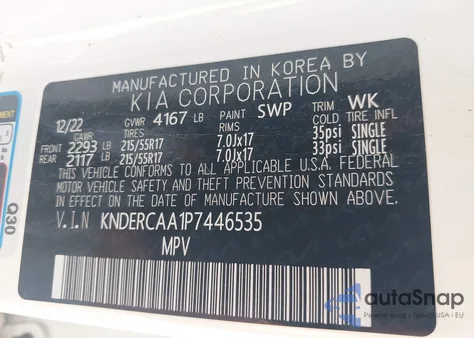 MANUFACTURED IN KOREA BY
KIA CORPORATION
12/22 GVWR 4167 LB PAINT SWP TRIM WK
GAWR TIRES RIMS COLD TIRE INFL
FRONT 2293 LB 215/55R17 7.0Jx17 35psi SINGLE
REAR 2117 LB 215/55R17 7.0Jx17 33psi SINGLE
THIS VEHICLE CONFORMS TO ALL APPLICABLE U.S.A. FEDERAL
MOTOR VEHICLE SAFETY AND THEFT PREVENTION STANDARDS
IN EFFECT ON THE DATE OF MANUFACTURE SHOWN ABOVE.
V.I.N KNDERCAA1P7446535
MPV
Q30
autaSnap